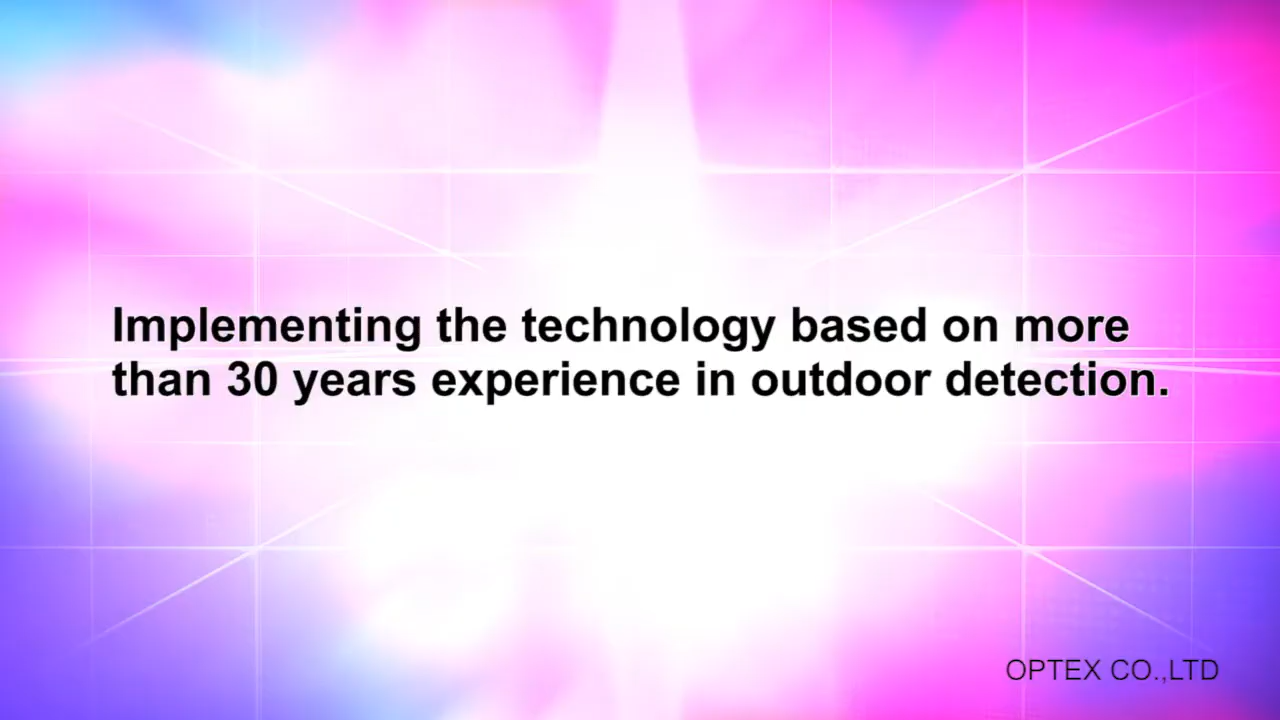 Implementing the technology based on more
than 30 years experience in outdoor detection.
OPTEX CO.,LTD